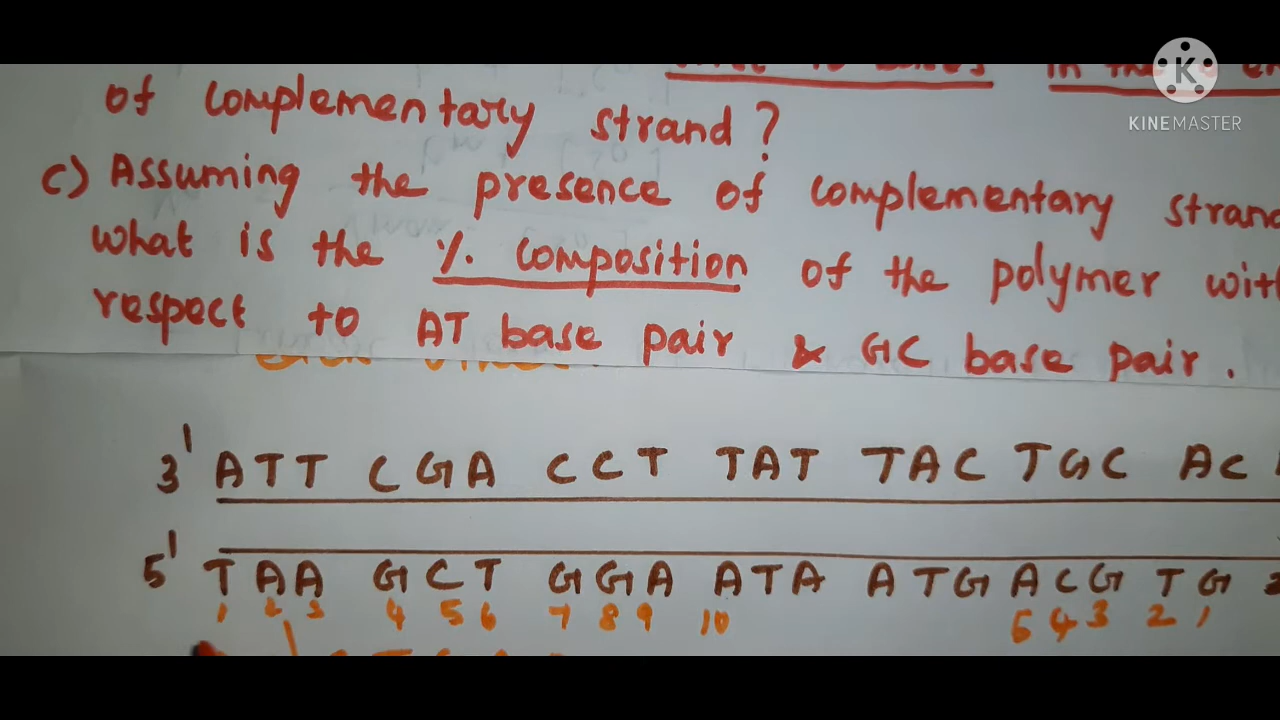 in the
of complementary strand?
c) Assuming the presence of complementary strand
what is the % composition of the polymer with
respect to AT base pair & GC base pair.
3' ATT CGA CCT TAT TAC TGC AC
5' TAA GCT GGA ATA ATG ACG TG
1 2 3 4 5 6 7 8 9 10 5 4 3 2 1
K
KINEMASTER